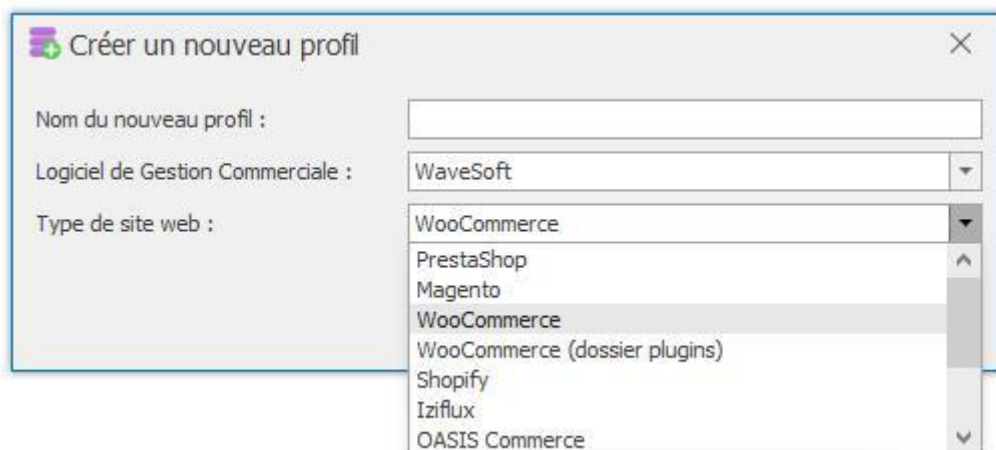 Créer un nouveau profil
Nom du nouveau profil :
Logiciel de Gestion Commerciale :
WaveSoft
Type de site web :
WooCommerce
PrestaShop
Magento
WooCommerce
WooCommerce (dossier plugins)
Shopify
Iziflux
OASIS Commerce